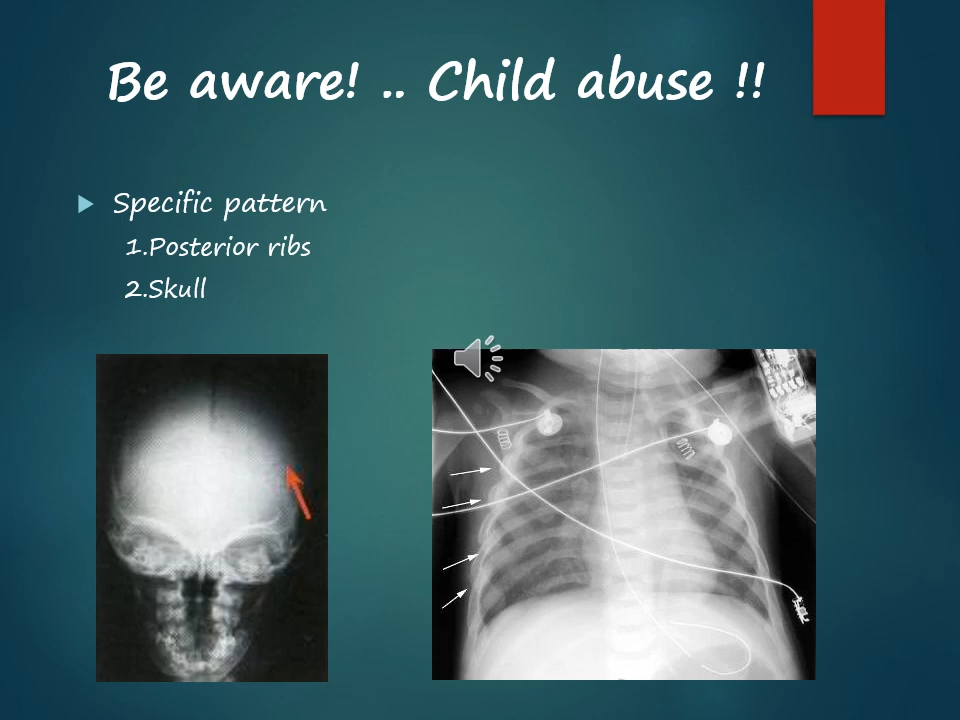 Be aware! .. Child abuse !!
Specific pattern
1.Posterior ribs
2.Skull